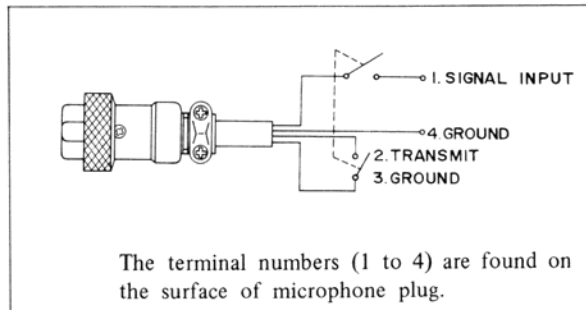 1. SIGNAL INPUT
4. GROUND
2. TRANSMIT
3. GROUND
The terminal numbers (1 to 4) are found on
the surface of microphone plug.